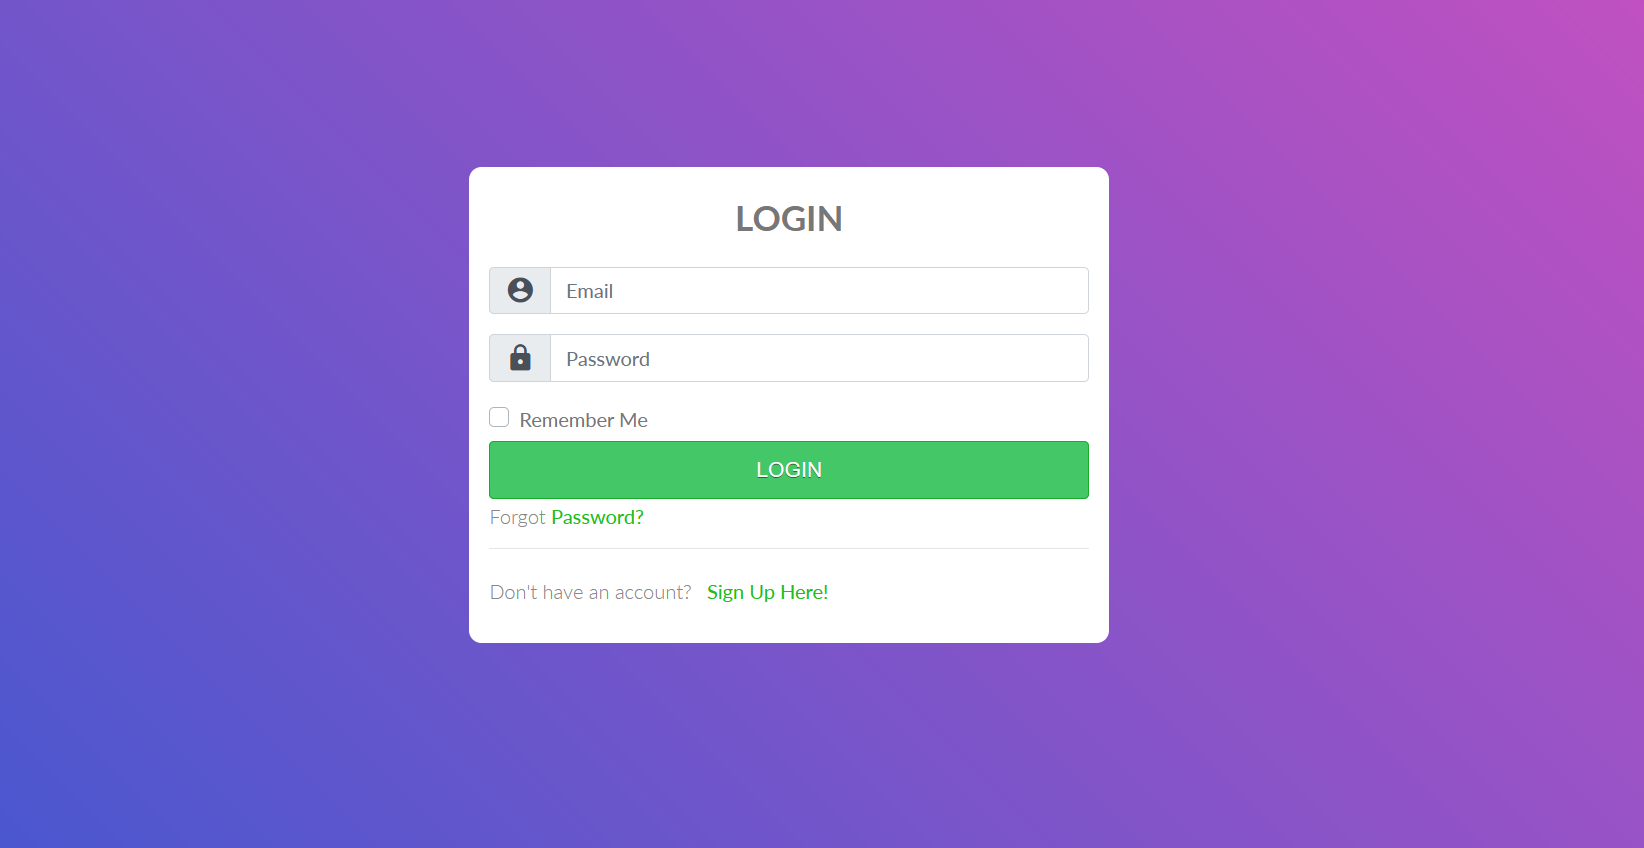 LOGIN
Email
Password
Remember Me
LOGIN
Forgot Password?
Don't have an account? Sign Up Here!